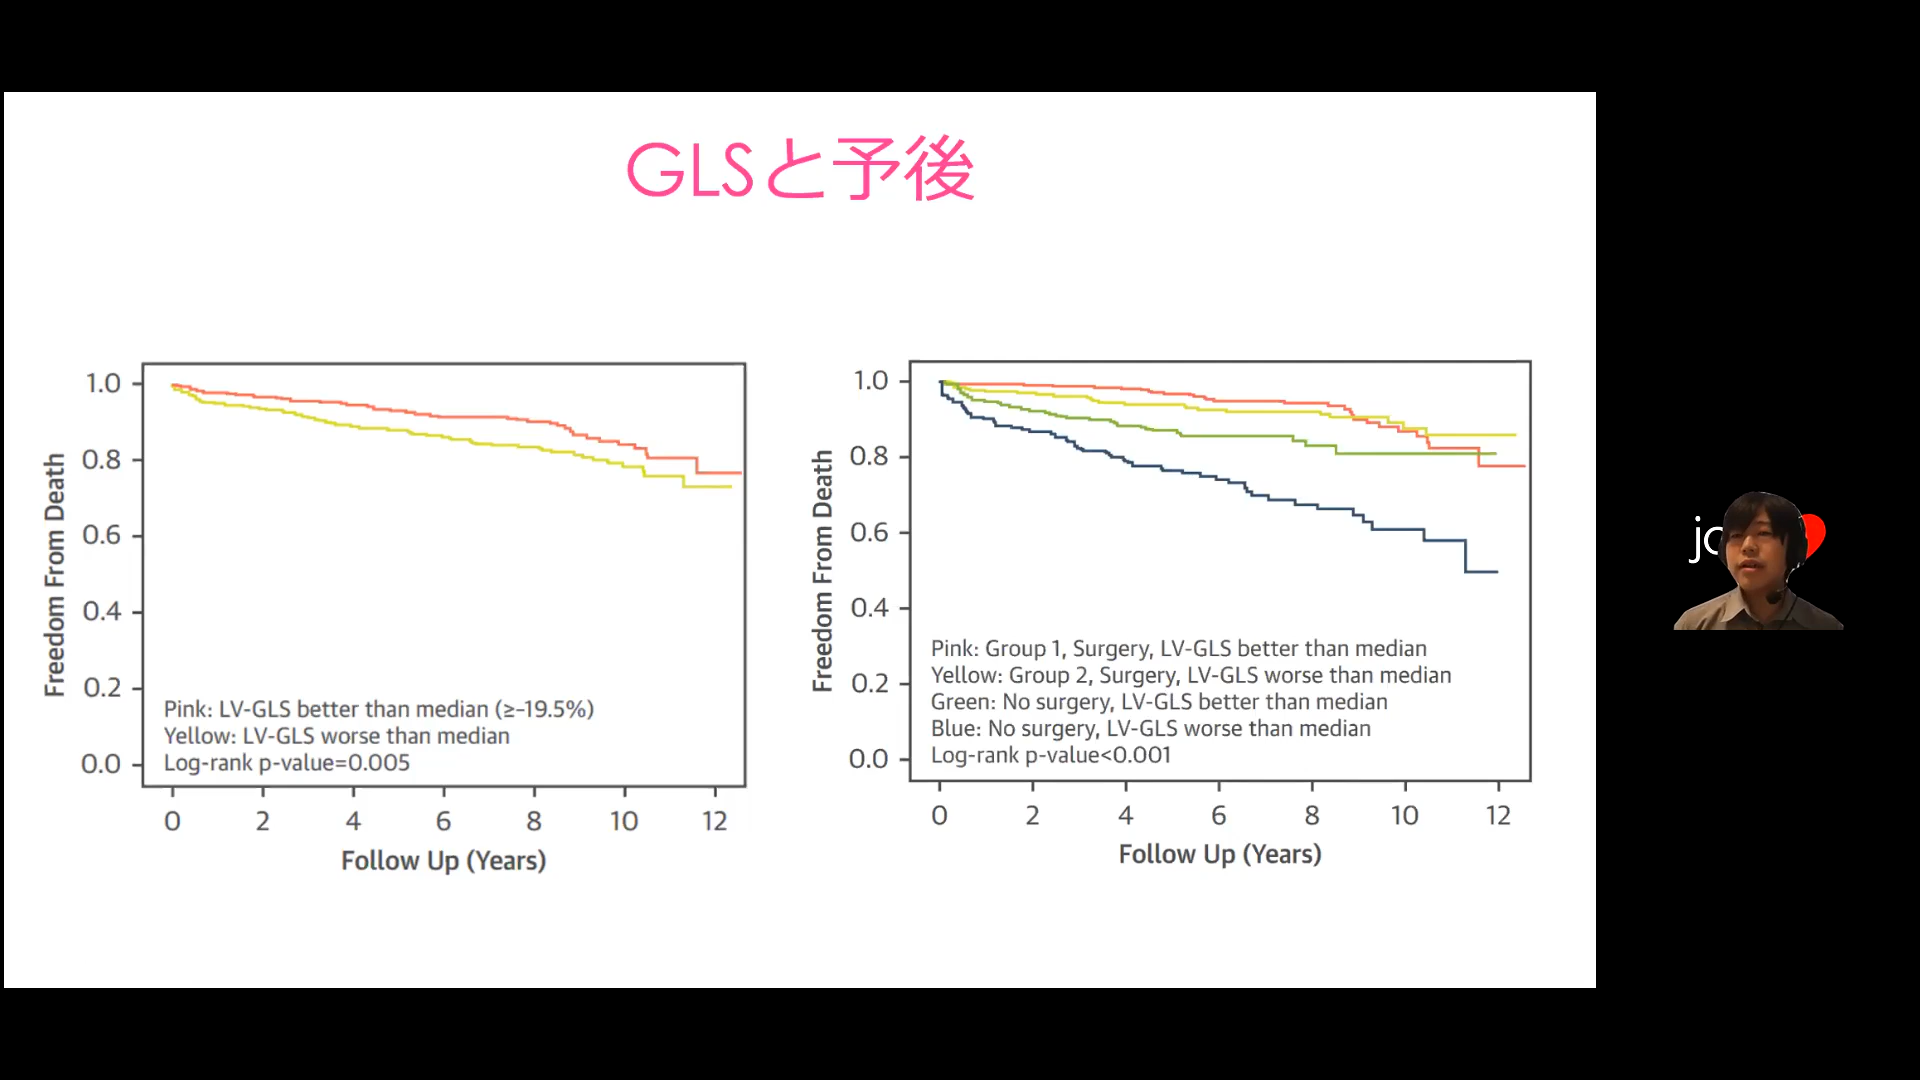 GLSと予後
1.0
0.8
0.6
0.4
0.2
0.0
Freedom From Death
Pink: LV-GLS better than median (≥-19.5%)
Yellow: LV-GLS worse than median
Log-rank p-value=0.005
0 2 4 6 8 10 12
Follow Up (Years)
1.0
0.8
0.6
0.4
0.2
0.0
Freedom From Death
Pink: Group 1, Surgery, LV-GLS better than median
Yellow: Group 2, Surgery, LV-GLS worse than median
Green: No surgery, LV-GLS better than median
Blue: No surgery, LV-GLS worse than median
Log-rank p-value<0.001
0 2 4 6 8 10 12
Follow Up (Years)